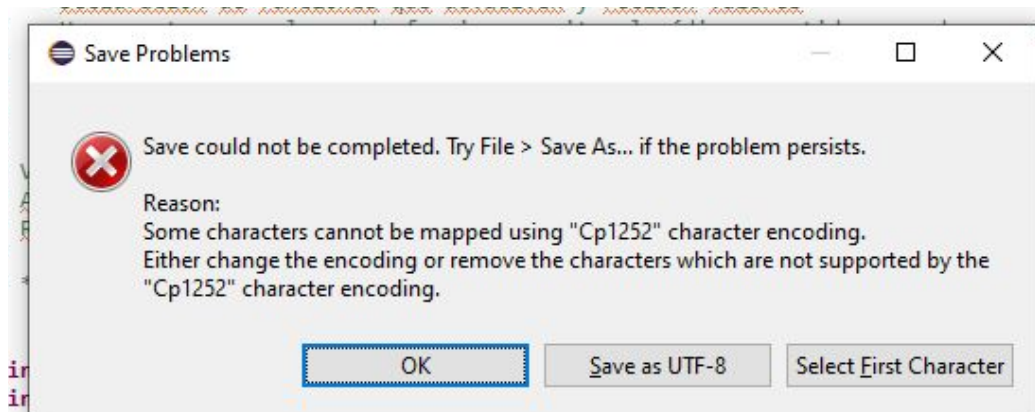 Save Problems
Save could not be completed. Try File > Save As... if the problem persists.
Reason:
Some characters cannot be mapped using "Cp1252" character encoding.
Either change the encoding or remove the characters which are not supported by the
"Cp1252" character encoding.
OK Save as UTF-8 Select First Character